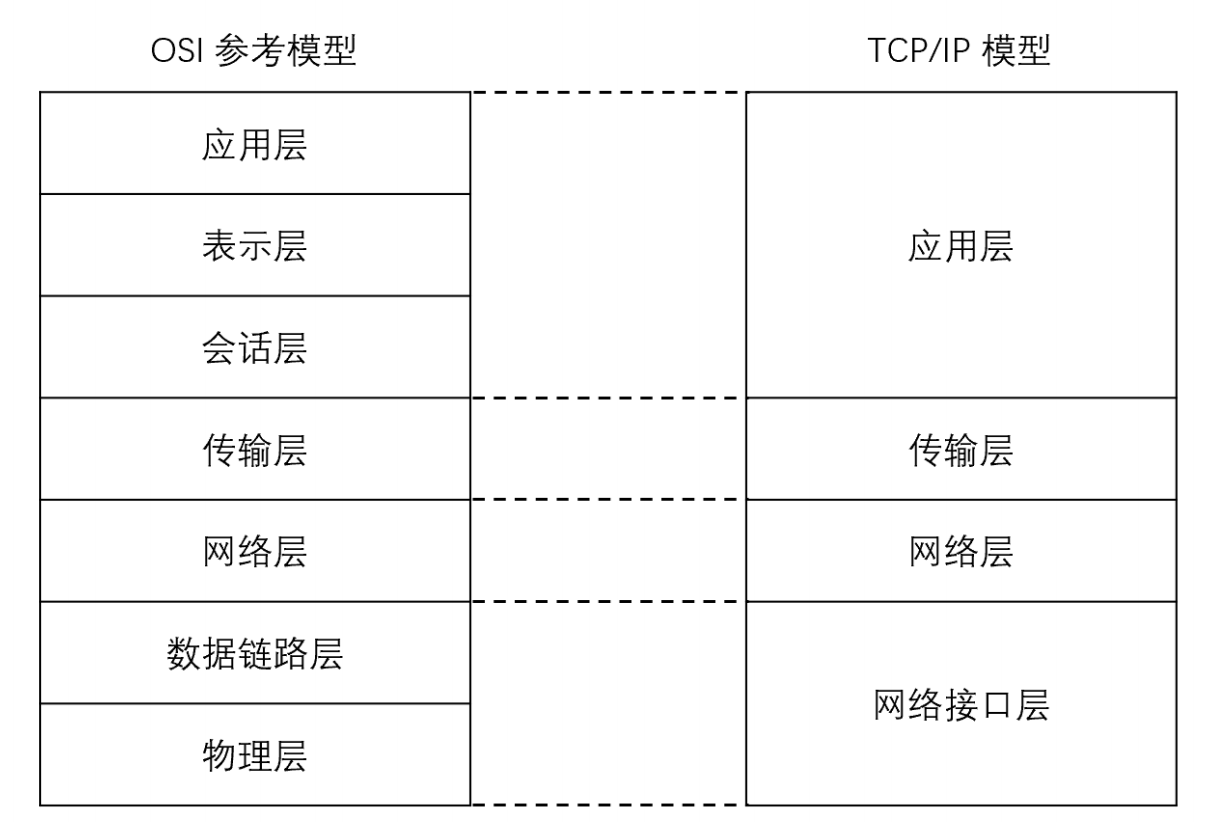 OSI 参考模型
TCP/IP 模型
应用层
表示层
会话层
传输层
网络层
数据链路层
物理层
应用层
传输层
网络层
网络接口层